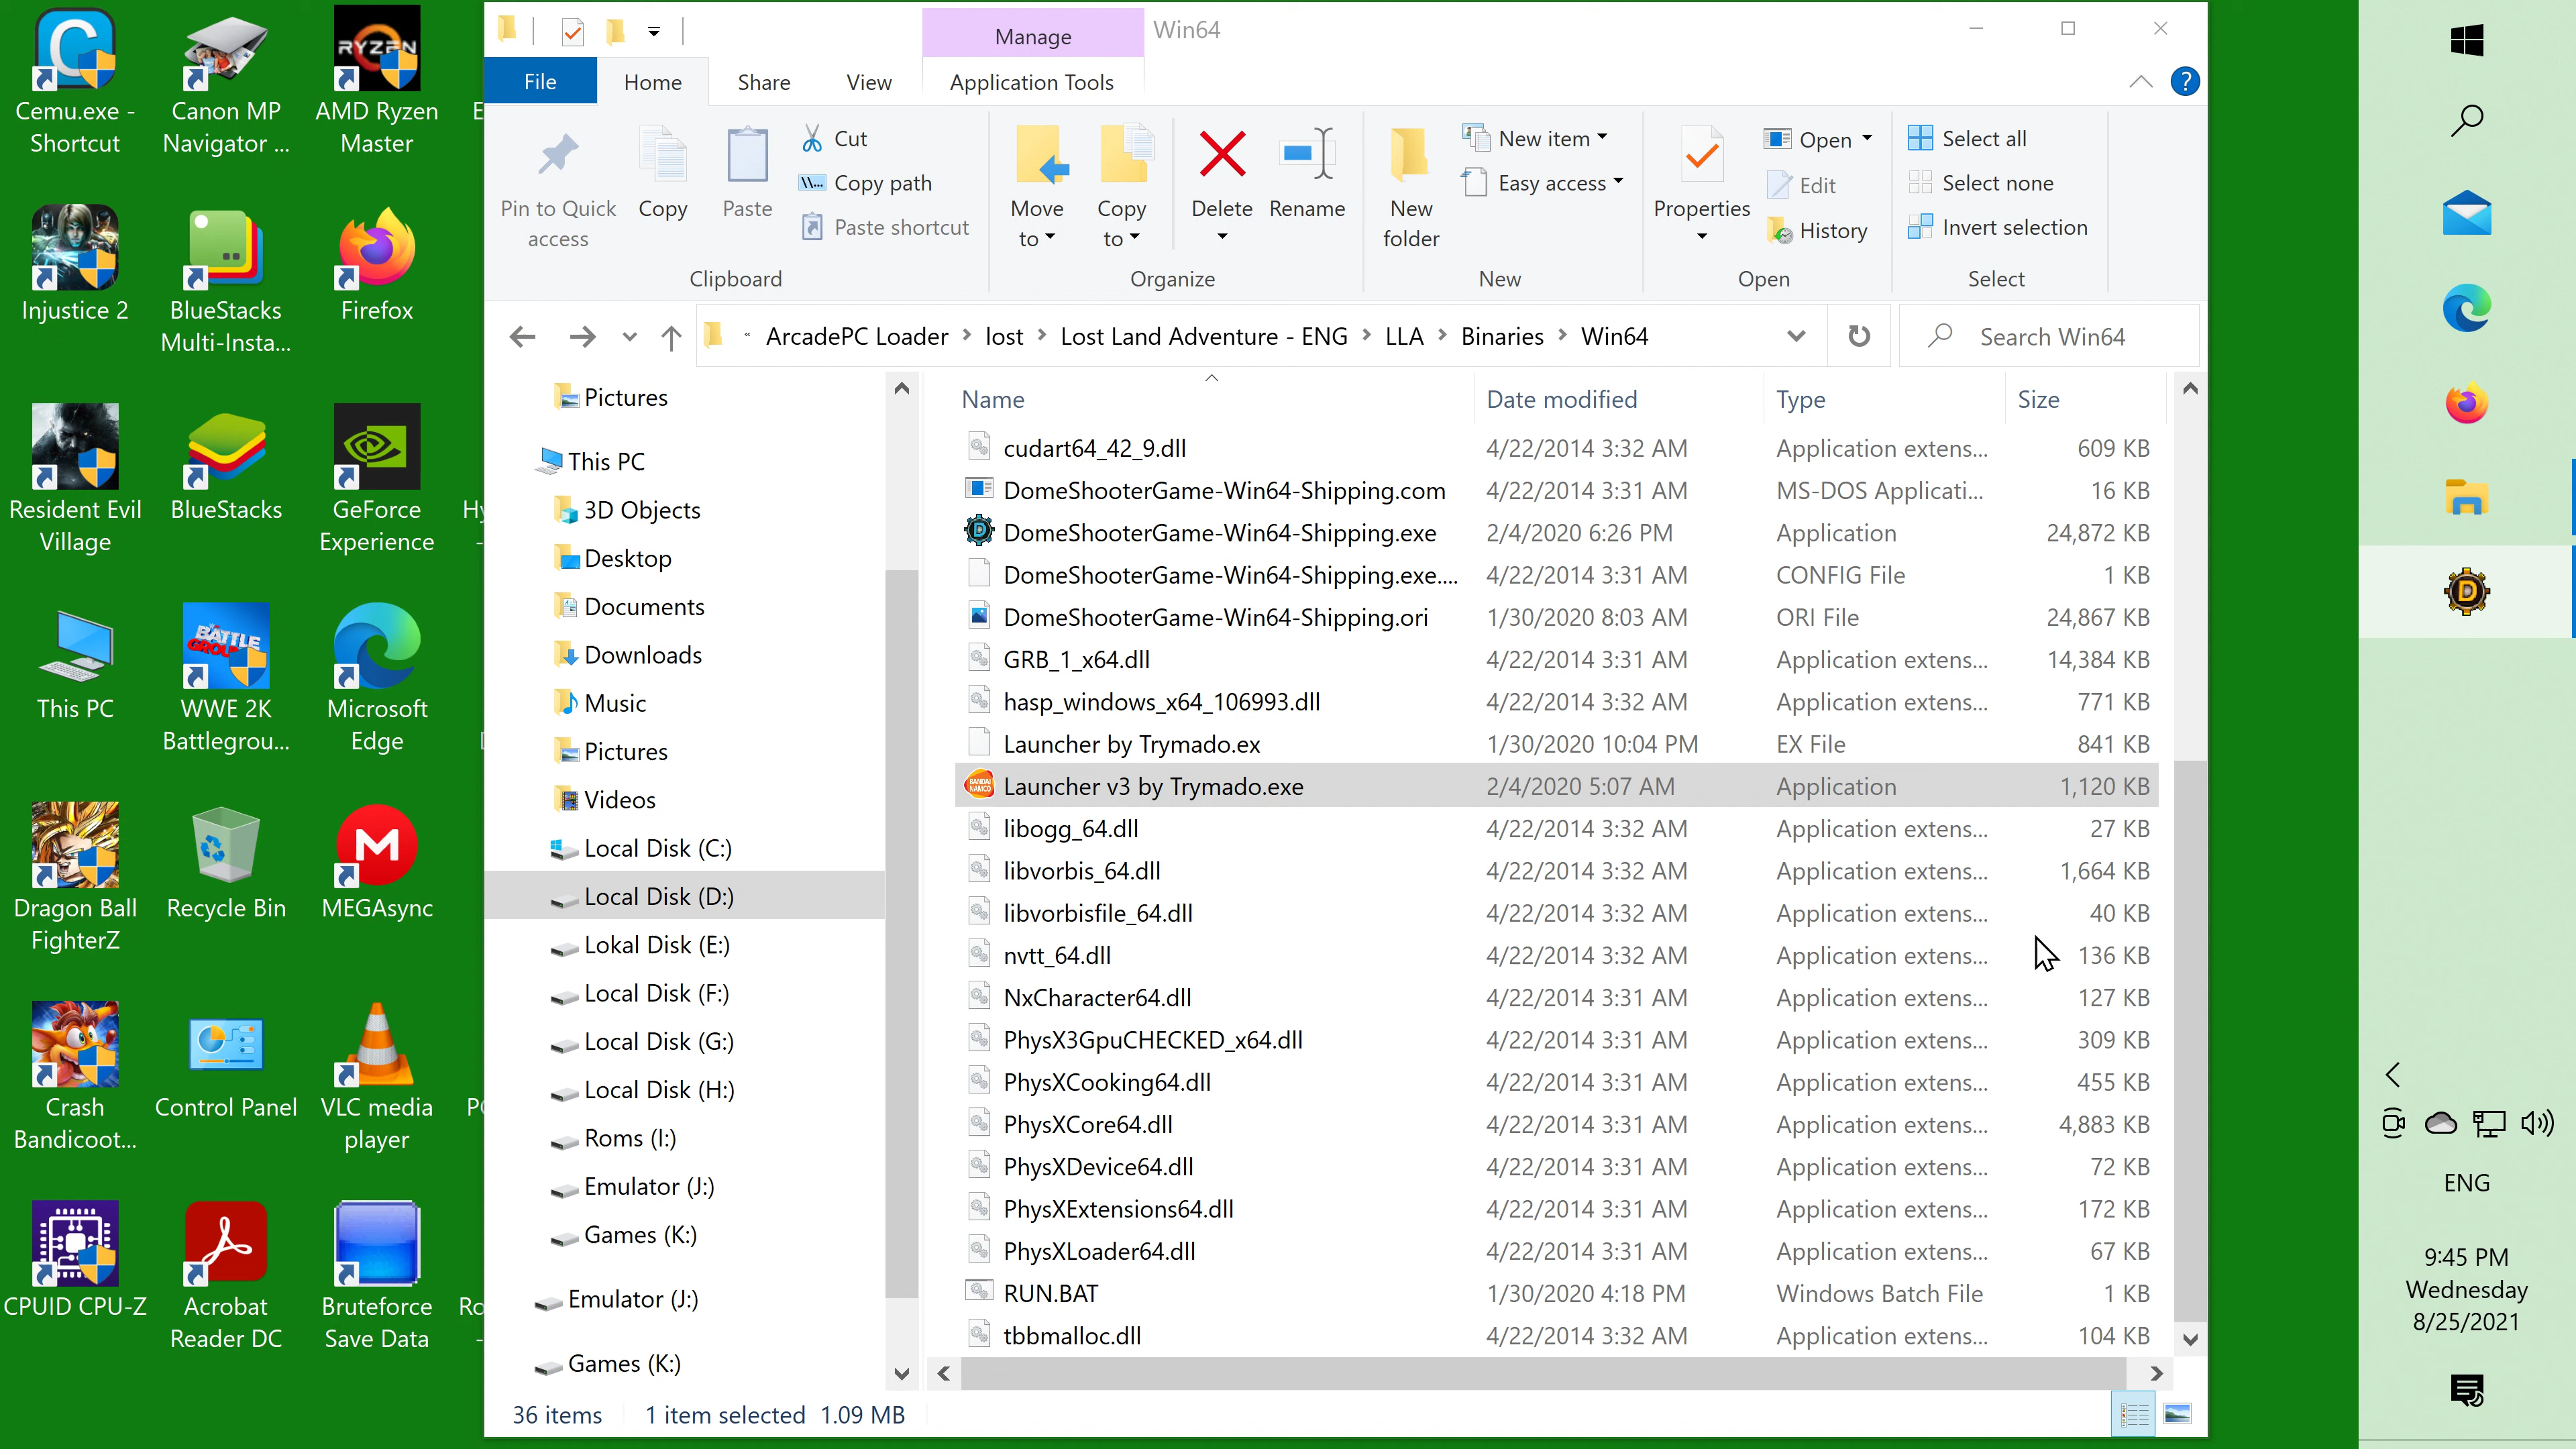 Cemu.exe -
Shortcut
Canon MP
Navigator ...
RYZEN
AMD Ryzen
Master
Injustice 2
BlueStacks
Multi-Insta...
Firefox
Resident Evil
Village
BlueStacks
GeForce
Experience
Hy
-
This PC
BATTLE
WWE 2K
Battlegrou...
Microsoft
Edge
Dragon Ball
FighterZ
Recycle Bin
MEGAsync
Crash
Bandicoot...
Control Panel
VLC media
player
CPUID CPU-Z
Acrobat
Reader DC
Bruteforce
Save Data
Ro
-
Manage
Win64
File
Home
Share
View
Application Tools
Pin to Quick
access
Copy
Paste
Cut
Copy path
Paste shortcut
Clipboard
Move
to
Copy
to
Delete
Rename
Organize
New
folder
New item
Easy access
New
Properties
Open
Edit
History
Open
Select all
Select none
Invert selection
Select
« ArcadePC Loader > lost > Lost Land Adventure - ENG > LLA > Binaries > Win64
Search Win64
Pictures
This PC
3D Objects
Desktop
Documents
Downloads
Music
Pictures
Videos
Local Disk (C:)
Local Disk (D:)
Lokal Disk (E:)
Local Disk (F:)
Local Disk (G:)
Local Disk (H:)
Roms (I:)
Emulator (J:)
Games (K:)
Emulator (J:)
Games (K:)
Name Date modified Type Size
cudart64_42_9.dll 4/22/2014 3:32 AM Application extens... 609 KB
DomeShooterGame-Win64-Shipping.com 4/22/2014 3:31 AM MS-DOS Applicati... 16 KB
DomeShooterGame-Win64-Shipping.exe 2/4/2020 6:26 PM Application 24,872 KB
DomeShooterGame-Win64-Shipping.exe.... 4/22/2014 3:31 AM CONFIG File 1 KB
DomeShooterGame-Win64-Shipping.ori 1/30/2020 8:03 AM ORI File 24,867 KB
GRB_1_x64.dll 4/22/2014 3:31 AM Application extens... 14,384 KB
hasp_windows_x64_106993.dll 4/22/2014 3:32 AM Application extens... 771 KB
Launcher by Trymado.ex 1/30/2020 10:04 PM EX File 841 KB
Launcher v3 by Trymado.exe 2/4/2020 5:07 AM Application 1,120 KB
libogg_64.dll 4/22/2014 3:32 AM Application extens... 27 KB
libvorbis_64.dll 4/22/2014 3:32 AM Application extens... 1,664 KB
libvorbisfile_64.dll 4/22/2014 3:32 AM Application extens... 40 KB
nvtt_64.dll 4/22/2014 3:32 AM Application extens... 136 KB
NxCharacter64.dll 4/22/2014 3:31 AM Application extens... 127 KB
PhysX3GpuCHECKED_x64.dll 4/22/2014 3:31 AM Application extens... 309 KB
PhysXCooking64.dll 4/22/2014 3:31 AM Application extens... 455 KB
PhysXCore64.dll 4/22/2014 3:31 AM Application extens... 4,883 KB
PhysXDevice64.dll 4/22/2014 3:31 AM Application extens... 72 KB
PhysXExtensions64.dll 4/22/2014 3:31 AM Application extens... 172 KB
PhysXLoader64.dll 4/22/2014 3:31 AM Application extens... 67 KB
RUN.BAT 1/30/2020 4:18 PM Windows Batch File 1 KB
tbbmalloc.dll 4/22/2014 3:32 AM Application extens... 104 KB
36 items 1 item selected 1.09 MB
ENG
9:45 PM
Wednesday
8/25/2021